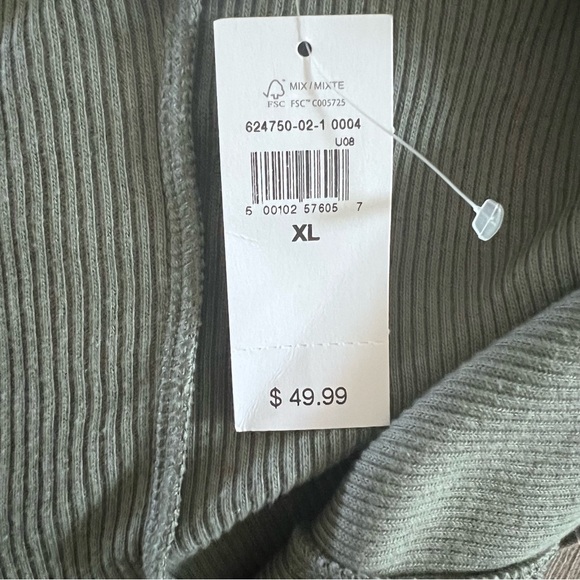 MIX / MIXTE
FSC FSC™ C005725
624750-02-1 0004
U08
5 00102 57605 7
XL
$ 49.99